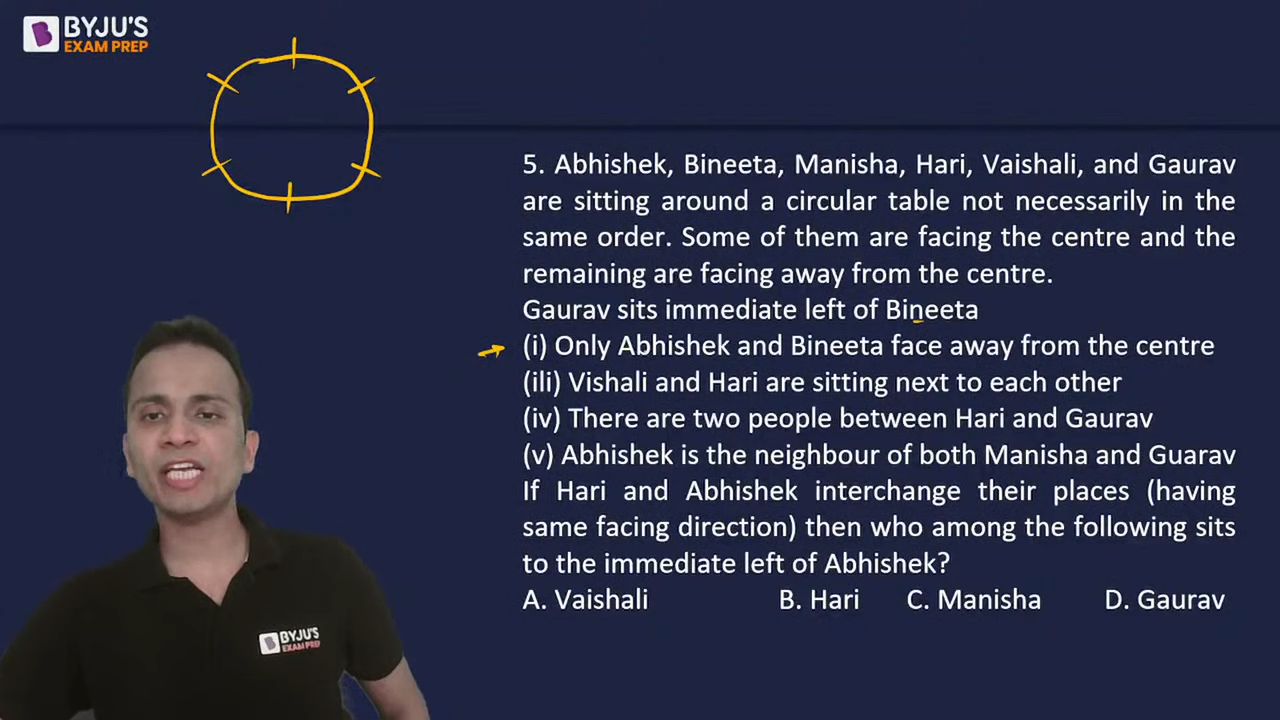 BYJU'S
EXAM PREP
5. Abhishek, Bineeta, Manisha, Hari, Vaishali, and Gaurav
are sitting around a circular table not necessarily in the
same order. Some of them are facing the centre and the
remaining are facing away from the centre.
Gaurav sits immediate left of Bineeta
(i) Only Abhishek and Bineeta face away from the centre
(ili) Vishali and Hari are sitting next to each other
(iv) There are two people between Hari and Gaurav
(v) Abhishek is the neighbour of both Manisha and Guarav
If Hari and Abhishek interchange their places (having
same facing direction) then who among the following sits
to the immediate left of Abhishek?
A. Vaishali B. Hari C. Manisha D. Gaurav
BYJU'S
EXAM PREP